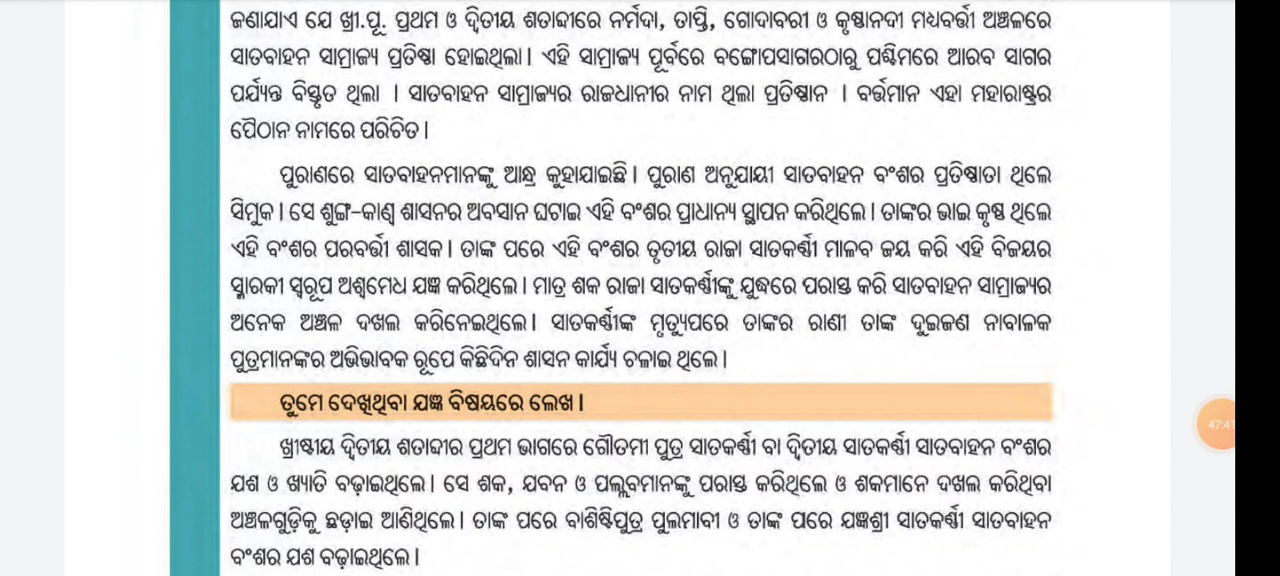 ଜଣାଯାଏ ଯେ ଖ୍ରୀ.ପୂ. ପ୍ରଥମ ଓ ଦ୍ୱିତୀୟ ଶତାବ୍ଦୀରେ ନର୍ମଦା, ତାପ୍ତି, ଗୋଦାବରୀ ଓ କୃଷ୍ଣାନଦୀ ମଧ୍ୟବର୍ତ୍ତୀ ଅଞ୍ଚଳରେ
ସାତବାହନ ସାମ୍ରାଜ୍ୟ ପ୍ରତିଷ୍ଠା ହୋଇଥିଲା। ଏହି ସାମ୍ରାଜ୍ୟ ପୂର୍ବରେ ବଙ୍ଗୋପସାଗରଠାରୁ ପଶ୍ଚିମରେ ଆରବ ସାଗର
ପର୍ଯ୍ୟନ୍ତ ବିସ୍ତୃତ ଥିଲା । ସାତବାହନ ସାମ୍ରାଜ୍ୟର ରାଜଧାନୀର ନାମ ଥିଲା ପ୍ରତିଷ୍ଠାନ । ବର୍ତ୍ତମାନ ଏହା ମହାରାଷ୍ଟ୍ରର
ପୈଠାନ ନାମରେ ପରିଚିତ।
ପୁରାଣରେ ସାତବାହନମାନଙ୍କୁ ଆନ୍ଧ୍ର କୁହାଯାଇଛି। ପୁରାଣ ଅନୁଯାୟୀ ସାତବାହନ ବଂଶର ପ୍ରତିଷ୍ଠାତା ଥିଲେ
ସିମୁକ। ସେ ଶୁଙ୍ଗ-କାଣ୍ୱ ଶାସନର ଅବସାନ ଘଟାଇ ଏହି ବଂଶର ପ୍ରାଧାନ୍ୟ ସ୍ଥାପନ କରିଥିଲେ। ତାଙ୍କର ଭାଇ କୃଷ୍ଣ ଥିଲେ
ଏହି ବଂଶର ପରବର୍ତ୍ତୀ ଶାସକ। ତାଙ୍କ ପରେ ଏହି ବଂଶର ତୃତୀୟ ରାଜା ସାତକର୍ଣ୍ଣୀ ମାଳବ ଜୟ କରି ଏହି ବିଜୟର
ସ୍ମାରକୀ ସ୍ୱରୂପ ଅଶ୍ୱମେଧ ଯଜ୍ଞ କରିଥିଲେ। ମାତ୍ର ଶକ ରାଜା ସାତକର୍ଣ୍ଣୀଙ୍କୁ ଯୁଦ୍ଧରେ ପରାସ୍ତ କରି ସାତବାହନ ସାମ୍ରାଜ୍ୟର
ଅନେକ ଅଞ୍ଚଳ ଦଖଲ କରିନେଇଥିଲେ। ସାତକର୍ଣ୍ଣୀଙ୍କ ମୃତ୍ୟୁପରେ ତାଙ୍କର ରାଣୀ ତାଙ୍କ ଦୁଇଜଣ ନାବାଳକ
ପୁତ୍ରମାନଙ୍କର ଅଭିଭାବକ ରୂପେ କିଛିଦିନ ଶାସନ କାର୍ଯ୍ୟ ଚଳାଇ ଥିଲେ।
ତୁମେ ଦେଖିଥିବା ଯଜ୍ଞ ବିଷୟରେ ଲେଖ।
ଖ୍ରୀଷ୍ଟୀୟ ଦ୍ୱିତୀୟ ଶତାବ୍ଦୀର ପ୍ରଥମ ଭାଗରେ ଗୌତମୀ ପୁତ୍ର ସାତକର୍ଣ୍ଣୀ ବା ଦ୍ୱିତୀୟ ସାତକର୍ଣ୍ଣୀ ସାତବାହନ ବଂଶର
ଯଶ ଓ ଖ୍ୟାତି ବଢ଼ାଇଥିଲେ। ସେ ଶକ, ଯବନ ଓ ପଲ୍ଲବମାନଙ୍କୁ ପରାସ୍ତ କରିଥିଲେ ଓ ଶକମାନେ ଦଖଲ କରିଥିବା
ଅଞ୍ଚଳଗୁଡ଼ିକୁ ଛଡ଼ାଇ ଆଣିଥିଲେ। ତାଙ୍କ ପରେ ବାଶିଷ୍ଟିପୁତ୍ର ପୁଲମାବୀ ଓ ତାଙ୍କ ପରେ ଯଜ୍ଞଶ୍ରୀ ସାତକର୍ଣ୍ଣୀ ସାତବାହନ
ବଂଶର ଯଶ ବଢ଼ାଇଥିଲେ।
47:41